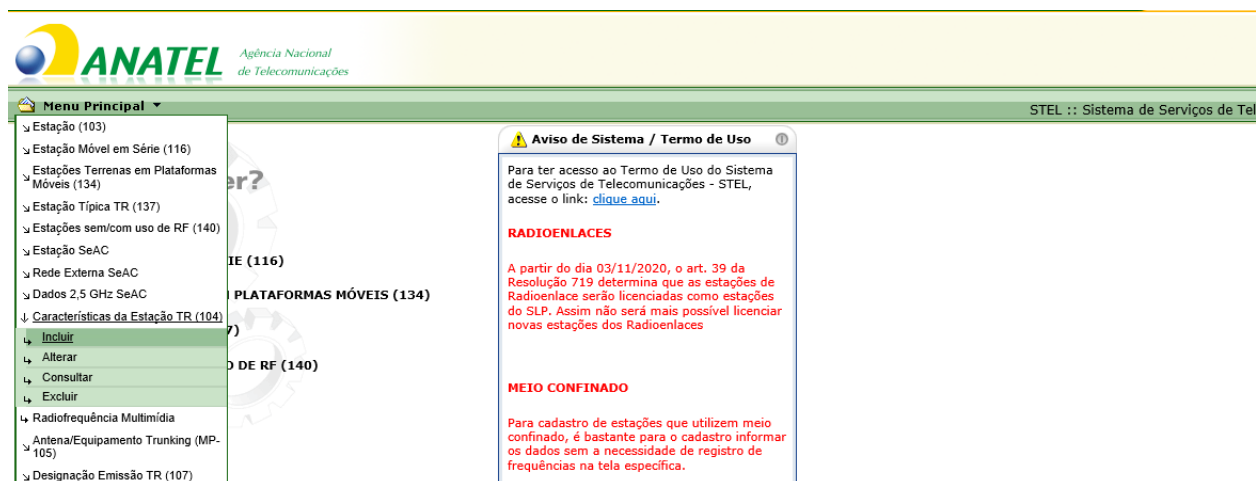 ANATEL
Agência Nacional
de Telecomunicações
Menu Principal
STEL :: Sistema de Serviços de Tel
Estação (103)
Estação Móvel em Série (116)
Estações Terrenas em Plataformas
Móveis (134)
Estação Típica TR (137)
Estações sem/com uso de RF (140)
Estação SeAC
Rede Externa SeAC
Dados 2,5 GHz SeAC
Características da Estação TR (104)
Incluir
Alterar
Consultar
Excluir
Radiofrequência Multimídia
Antena/Equipamento Trunking (MP-
105)
Designação Emissão TR (107)
er?
IE (116)
PLATAFORMAS MÓVEIS (134)
7)
O DE RF (140)
Aviso de Sistema / Termo de Uso
Para ter acesso ao Termo de Uso do Sistema
de Serviços de Telecomunicações - STEL,
acesse o link: clique aqui.
RADIOENLACES
A partir do dia 03/11/2020, o art. 39 da
Resolução 719 determina que as estações de
Radioenlace serão licenciadas como estações
do SLP. Assim não será mais possível licenciar
novas estações dos Radioenlaces
MEIO CONFINADO
Para cadastro de estações que utilizem meio
confinado, é bastante para o cadastro informar
os dados sem a necessidade de registro de
frequências na tela específica.